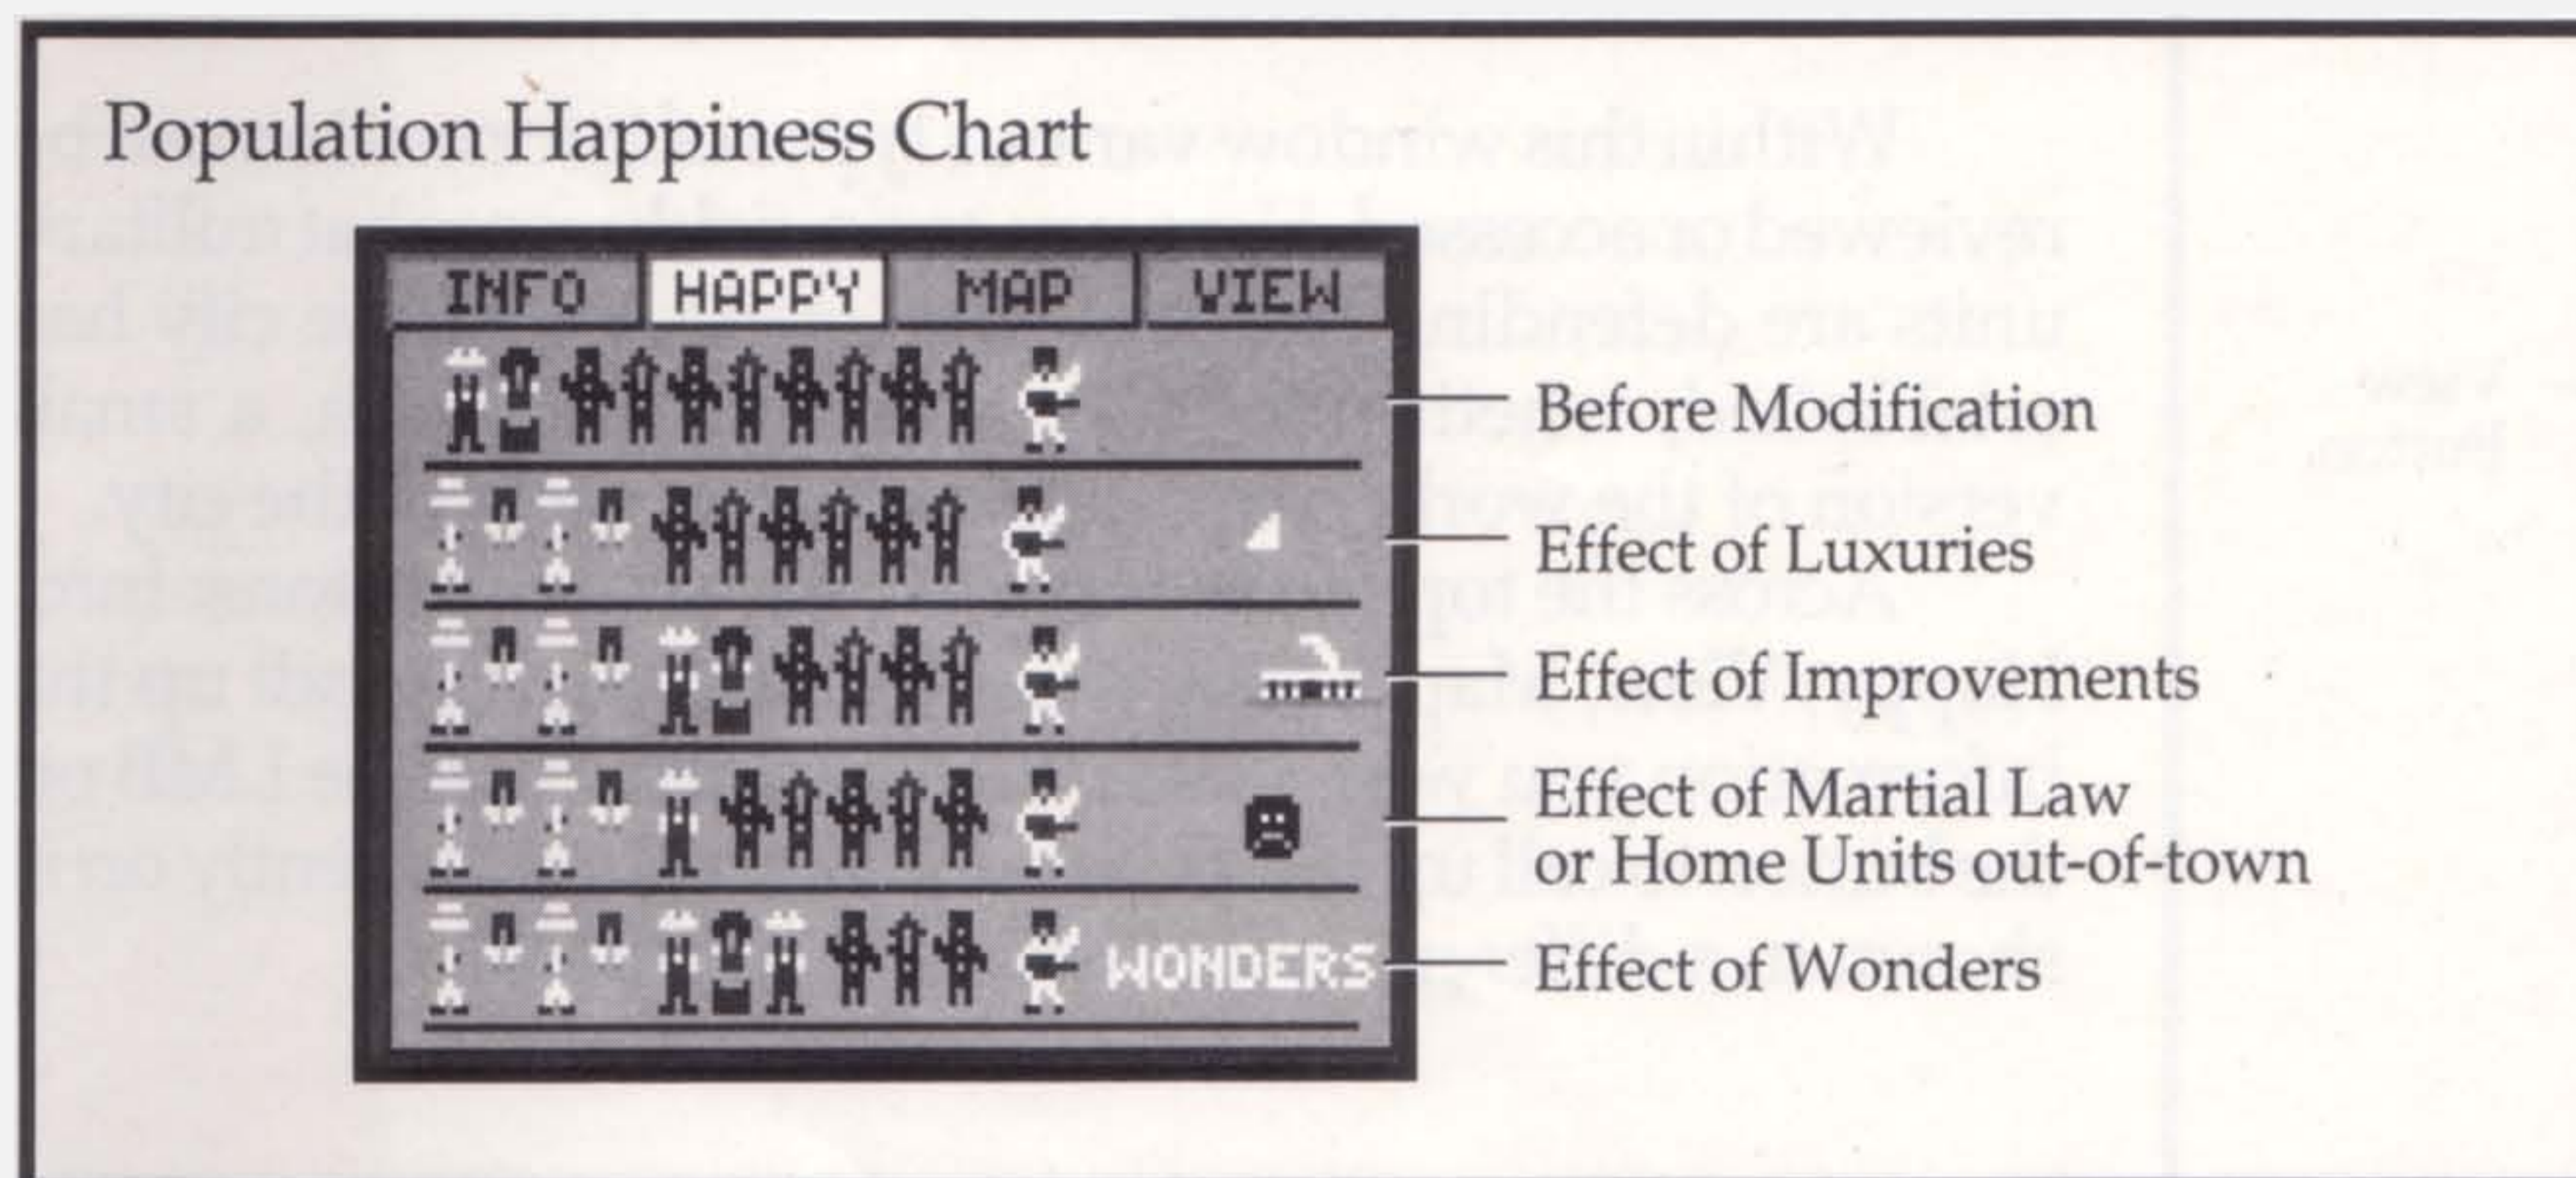 Population Happiness Chart
INFO HAPPY MAP VIEW
Before Modification
Effect of Luxuries
Effect of Improvements
Effect of Martial Law
or Home Units out-of-town
WONDERS
Effect of Wonders